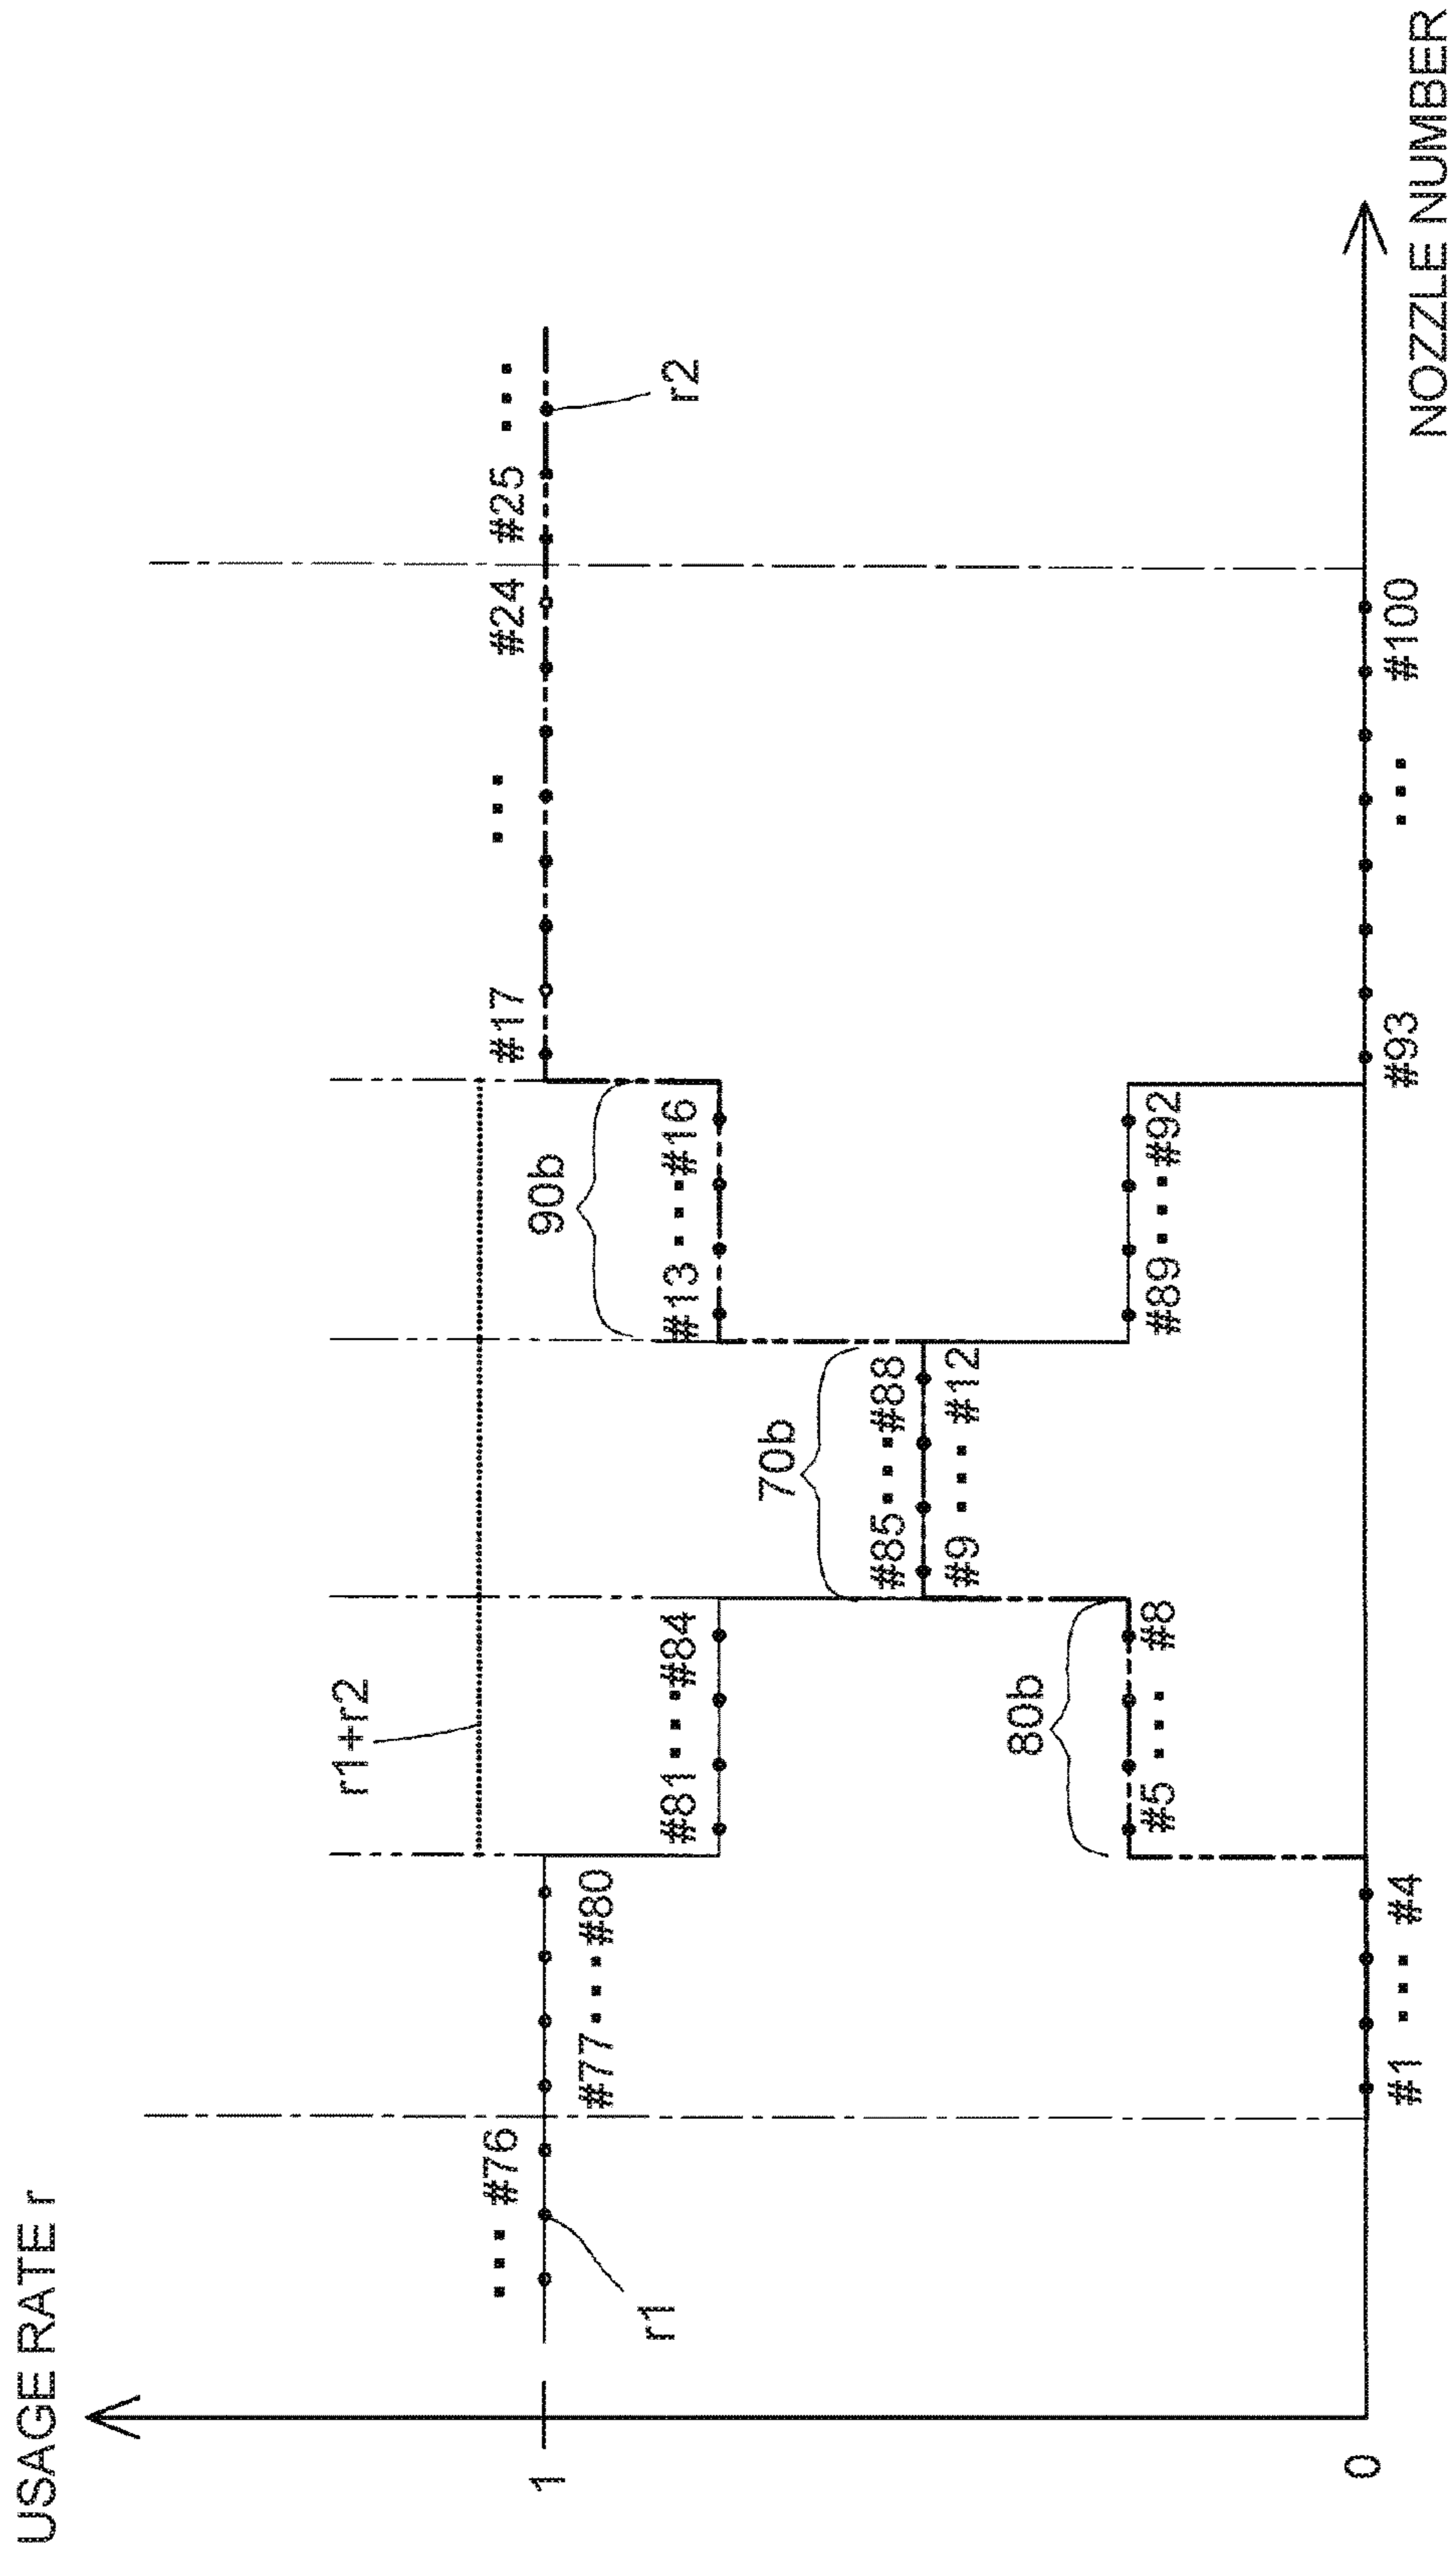 USAGE RATE r
r1+r2
1
#76
r1
#77 ▪▪▪ #80
#81 ▪▪▪ #84
#17
▪▪▪
#24
#25
r2
90b
#13 ▪▪▪ #16
70b
#85 ▪▪▪ #88
#9 ▪▪▪ #12
80b
#5 ▪▪▪ #8
#89 ▪▪▪ #92
0
#1 ▪▪▪ #4
#93 ▪▪▪ #100
NOZZLE NUMBER